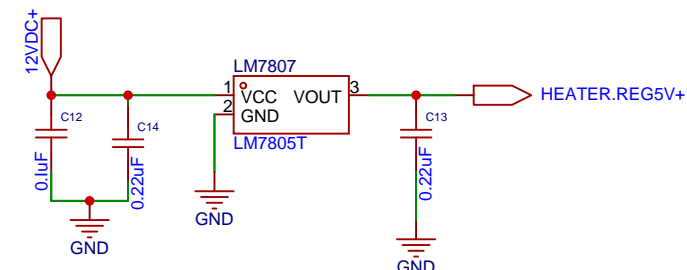 12VDC+
LM7807
1
VCC
VOUT
3
2
GND
LM7805T
HEATER.REG5V+
C12
0.luF
C14
0.22uF
C13
0.22uF
GND
GND
GND